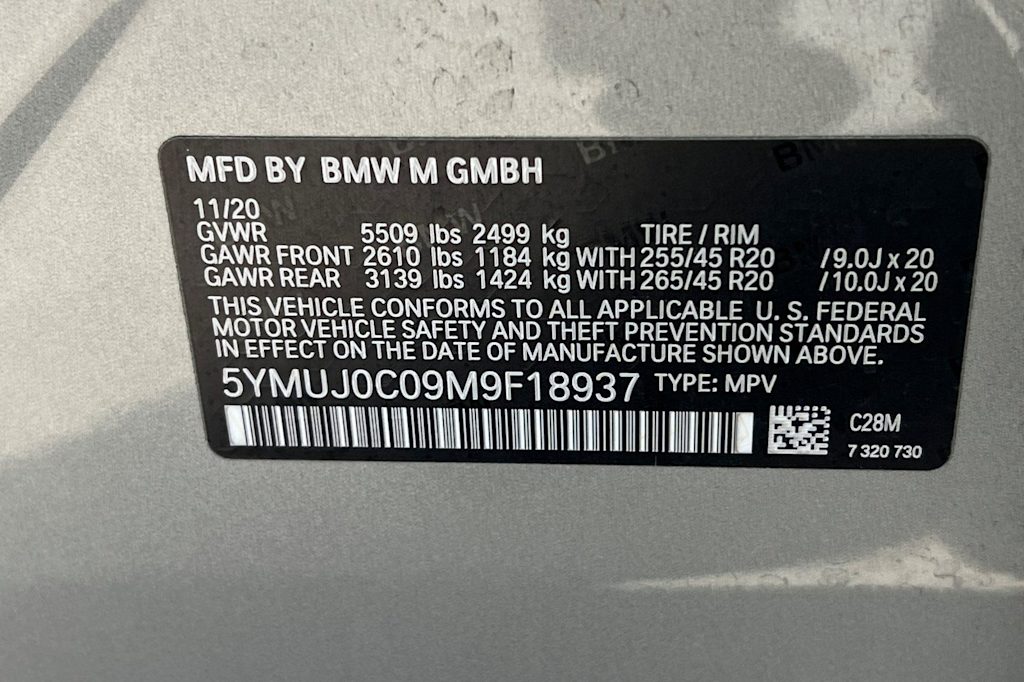 MFD BY BMW M GMBH
11/20
GVWR 5509 lbs 2499 kg TIRE / RIM
GAWR FRONT 2610 lbs 1184 kg WITH 255/45 R20 / 9.0J x 20
GAWR REAR 3139 lbs 1424 kg WITH 265/45 R20 / 10.0J x 20
THIS VEHICLE CONFORMS TO ALL APPLICABLE U. S. FEDERAL
MOTOR VEHICLE SAFETY AND THEFT PREVENTION STANDARDS
IN EFFECT ON THE DATE OF MANUFACTURE SHOWN ABOVE.
5YMUJ0C09M9F18937 TYPE: MPV
C28M
7 320 730